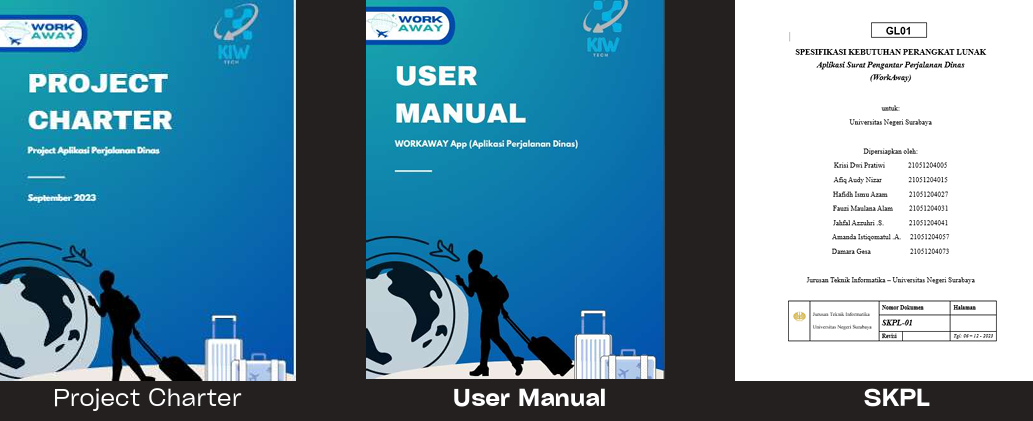 WORK
AWAY
KIW
TECH
PROJECT
CHARTER
Project Aplikasi Perjalanan Dinas
September 2023
Project Charter
WORK
AWAY
KIW
TECH
USER
MANUAL
WORKAWAY App (Aplikasi Perjalanan Dinas)
User Manual
GL01
SPESIFIKASI KEBUTUHAN PERANGKAT LUNAK
Aplikasi Surat Pengantar Perjalanan Dinas
(WorkAway)
untuk:
Universitas Negeri Surabaya
Dipersiapkan oleh:
Krisi Dwi Pratiwi 21051204005
Afiq Audy Nizar 21051204015
Hafidh Ismu Azam 21051204027
Fauzi Maulana Alam 21051204031
Jahfal Azzuhri .S. 21051204041
Amanda Istiqomatul .A. 21051204057
Damara Gesa 21051204073
Jurusan Teknik Informatika – Universitas Negeri Surabaya
Jurusan Teknik Informatika
Universitas Negeri Surabaya
Nomor Dokumen Halaman
SKPL-01
Revisi Tgl: 06 - 12 - 2023
SKPL